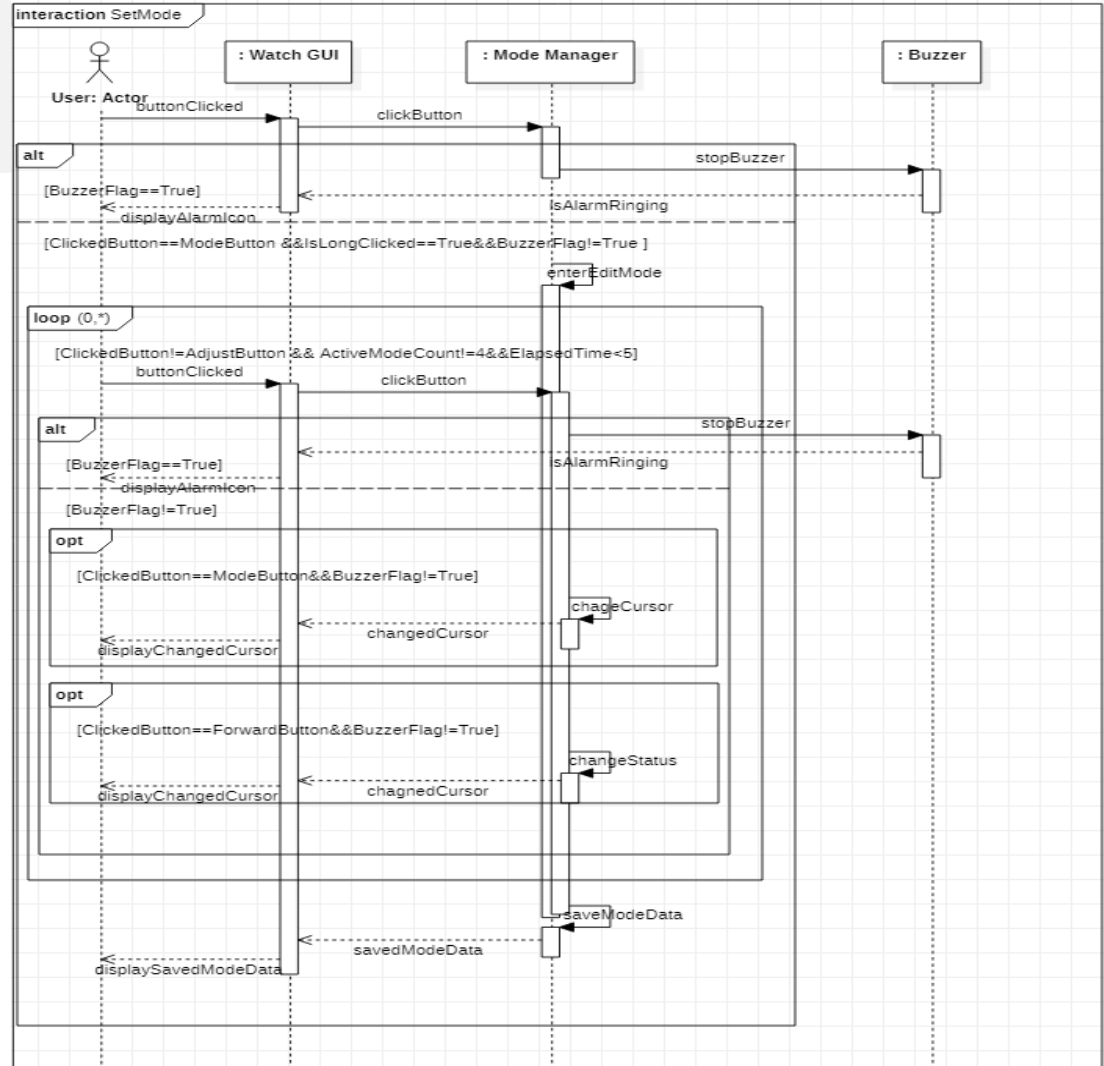 interaction SetMode
: Watch GUI
: Mode Manager
: Buzzer
User: Actor
buttonClicked
clickButton
alt
stopBuzzer
[BuzzerFlag==True]
isAlarmRinging
displayAlarmIcon
[ClickedButton==ModeButton &&IsLongClicked==True&&BuzzerFlag!=True ]
enterEditMode
loop (0,*)
[ClickedButton!=AdjustButton && ActiveModeCount!=4&&ElapsedTime<5]
buttonClicked
clickButton
alt
stopBuzzer
[BuzzerFlag==True]
isAlarmRinging
displayAlarmIcon
[BuzzerFlag!=True]
opt
[ClickedButton==ModeButton&&BuzzerFlag!=True]
chageCursor
changedCursor
displayChangedCursor
opt
[ClickedButton==ForwardButton&&BuzzerFlag!=True]
changeStatus
chagnedCursor
displayChangedCursor
saveModeData
savedModeData
displaySavedModeData